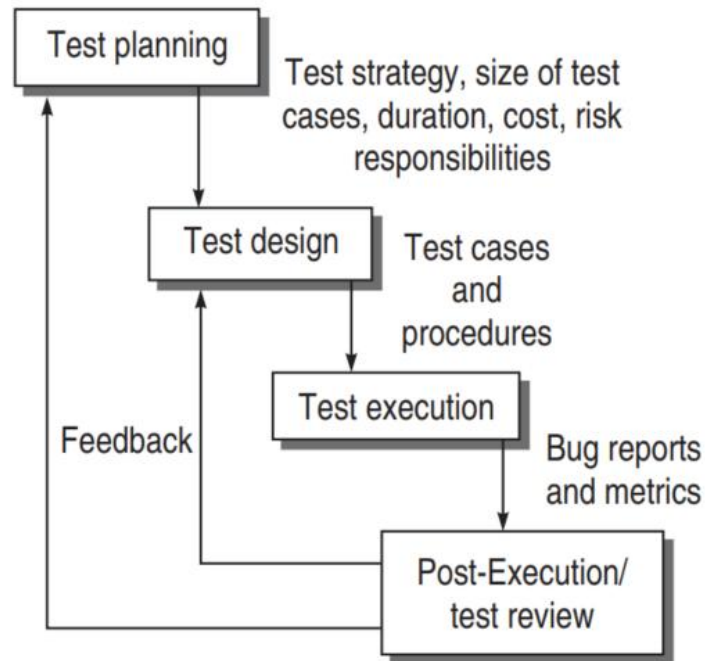 Test planning
Test strategy, size of test
cases, duration, cost, risk
responsibilities
Test design
Test cases
and
procedures
Test execution
Feedback
Bug reports
and metrics
Post-Execution/
test review